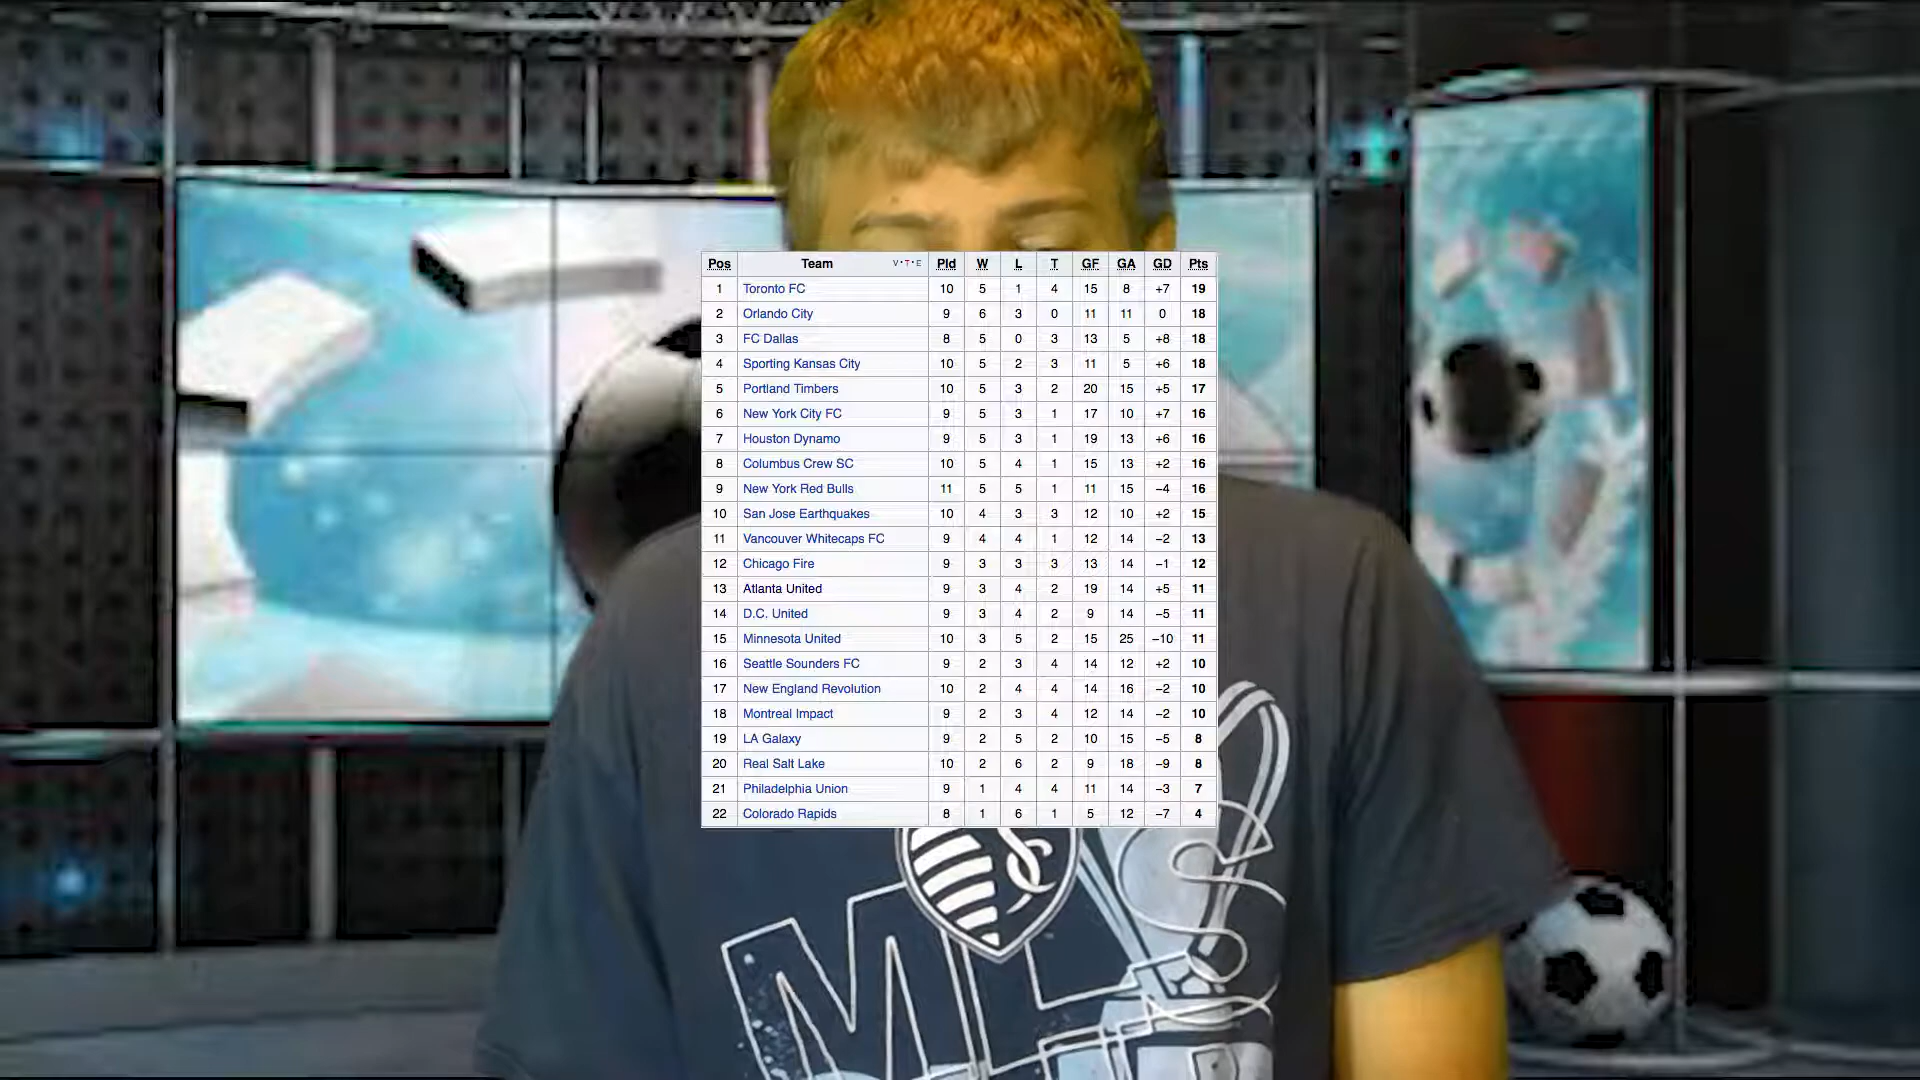 Pos Team V·T·E Pld W L T GF GA GD Pts
1 Toronto FC 10 5 1 4 15 8 +7 19
2 Orlando City 9 6 3 0 11 11 0 18
3 FC Dallas 8 5 0 3 13 5 +8 18
4 Sporting Kansas City 10 5 2 3 11 5 +6 18
5 Portland Timbers 10 5 3 2 20 15 +5 17
6 New York City FC 9 5 3 1 17 10 +7 16
7 Houston Dynamo 9 5 3 1 19 13 +6 16
8 Columbus Crew SC 10 5 4 1 15 13 +2 16
9 New York Red Bulls 11 5 5 1 11 15 −4 16
10 San Jose Earthquakes 10 4 3 3 12 10 +2 15
11 Vancouver Whitecaps FC 9 4 4 1 12 14 −2 13
12 Chicago Fire 9 3 3 3 13 14 −1 12
13 Atlanta United 9 3 4 2 19 14 +5 11
14 D.C. United 9 3 4 2 9 14 −5 11
15 Minnesota United 10 3 5 2 15 25 −10 11
16 Seattle Sounders FC 9 2 3 4 14 12 +2 10
17 New England Revolution 10 2 4 4 14 16 −2 10
18 Montreal Impact 9 2 3 4 12 14 −2 10
19 LA Galaxy 9 2 5 2 10 15 −5 8
20 Real Salt Lake 10 2 6 2 9 18 −9 8
21 Philadelphia Union 9 1 4 4 11 14 −3 7
22 Colorado Rapids 8 1 6 1 5 12 −7 4
SC
MLS